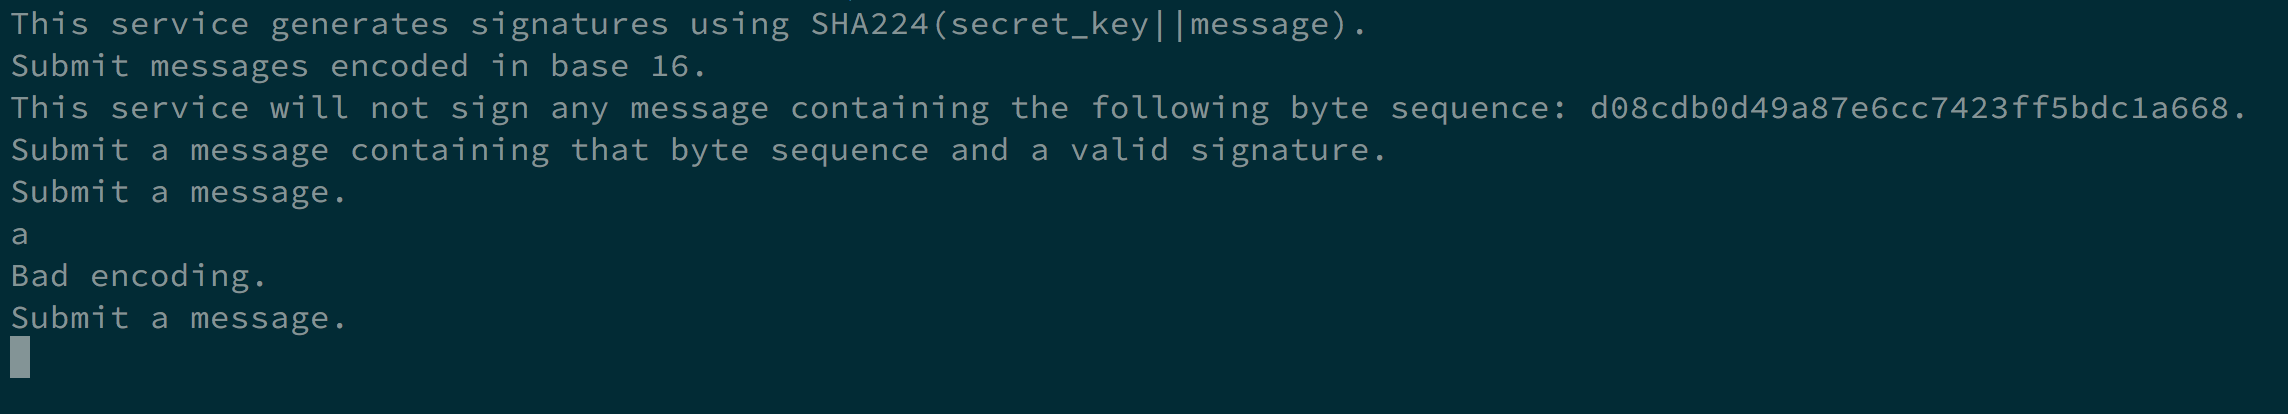 This service generates signatures using SHA224(secret_key||message).
Submit messages encoded in base 16.
This service will not sign any message containing the following byte sequence: d08cdb0d49a87e6cc7423ff5bdc1a668.
Submit a message containing that byte sequence and a valid signature.
Submit a message.
a
Bad encoding.
Submit a message.